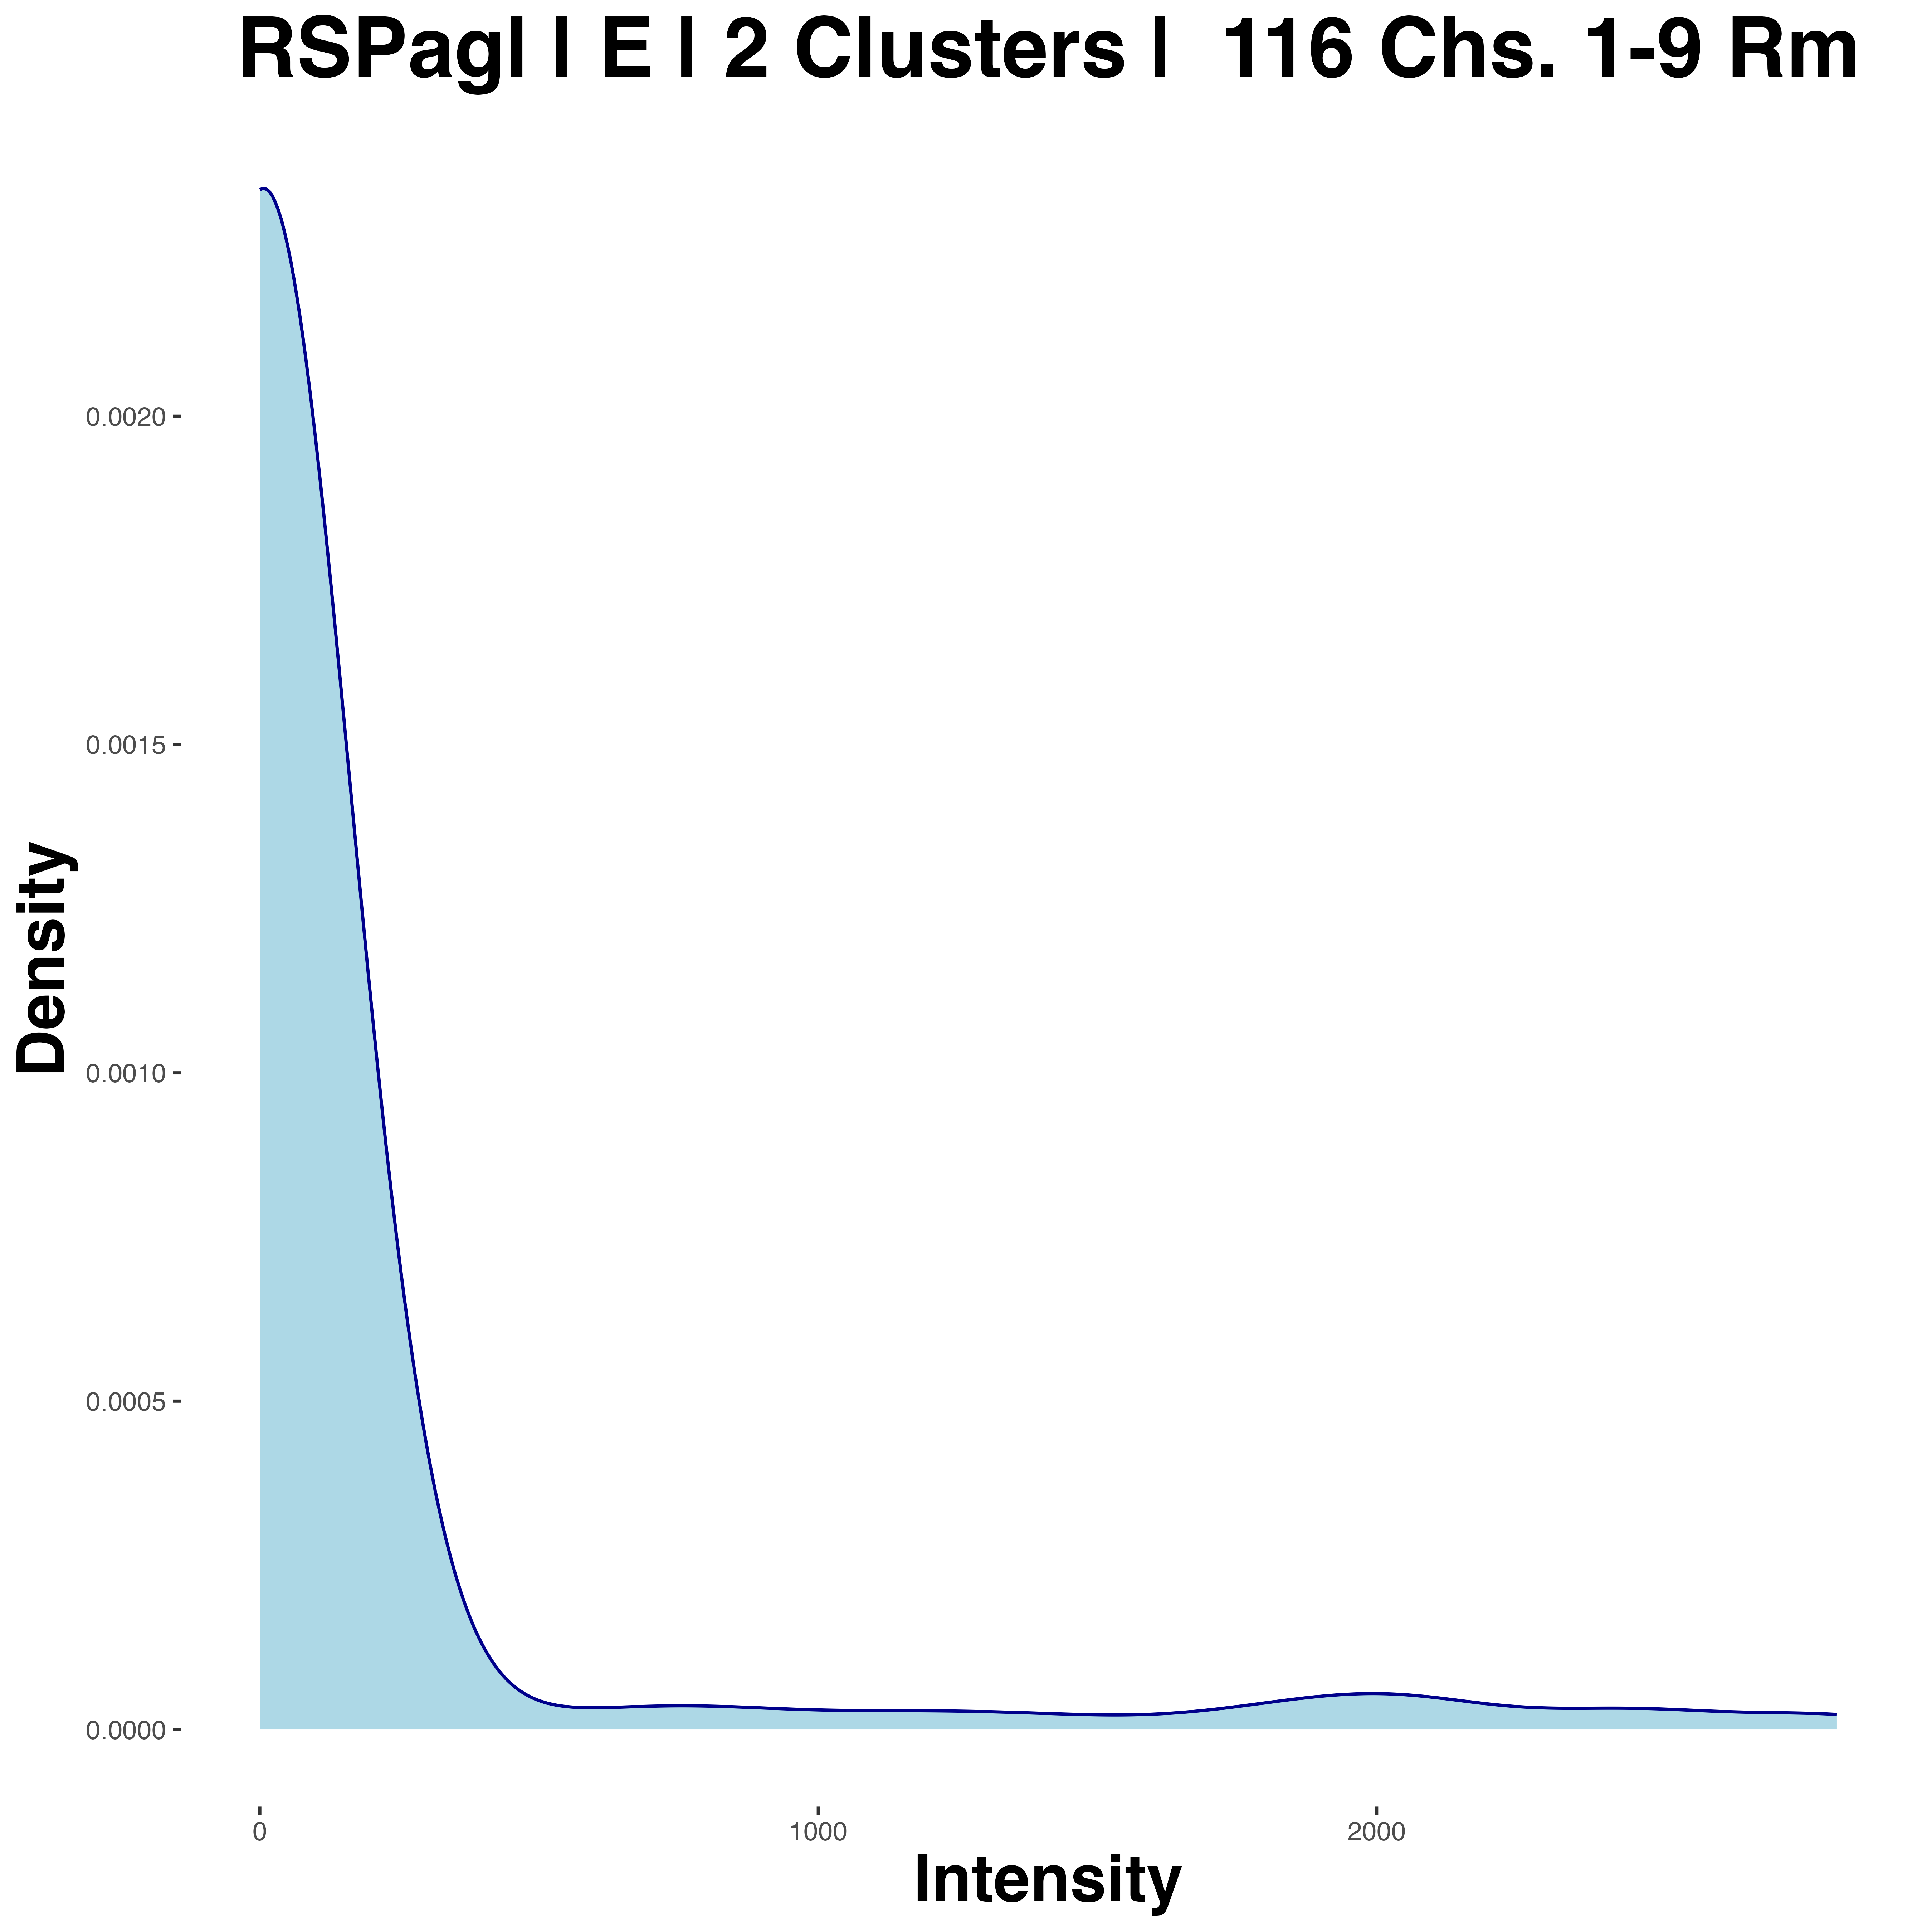 RSPagl | E | 2 Clusters |  116 Chs. 1-9 Rm
Density
0.0020
0.0015
0.0010
0.0005
0.0000
0 1000 2000
Intensity